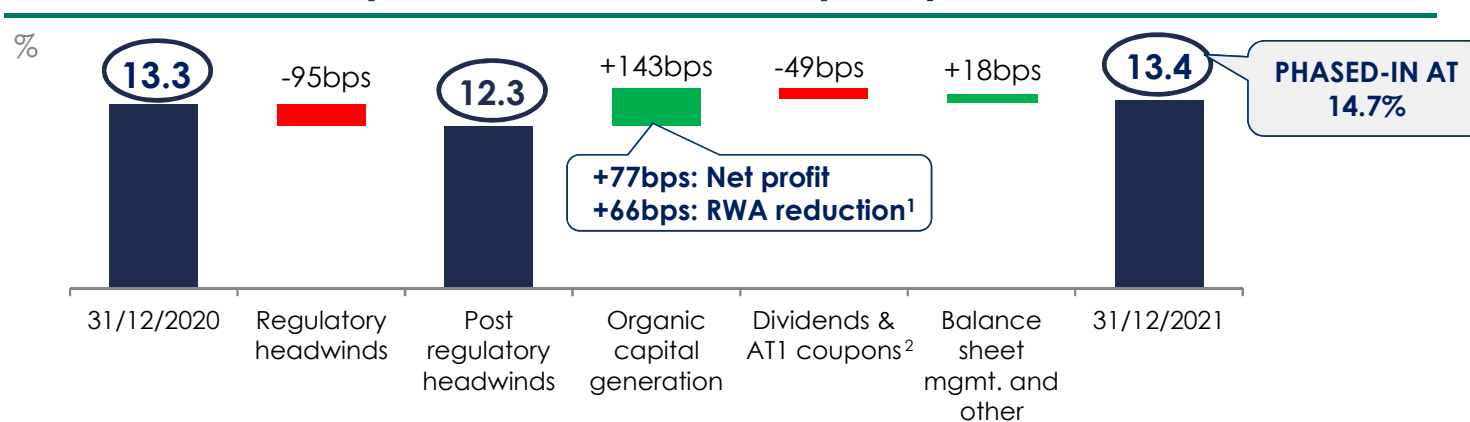 %
13.3
-95bps
12.3
+143bps
-49bps
+18bps
13.4
PHASED-IN AT
14.7%
+77bps: Net profit
+66bps: RWA reduction¹
31/12/2020
Regulatory
headwinds
Post
regulatory
headwinds
Organic
capital
generation
Dividends &
AT1 coupons²
Balance
sheet
mgmt. and
other
31/12/2021